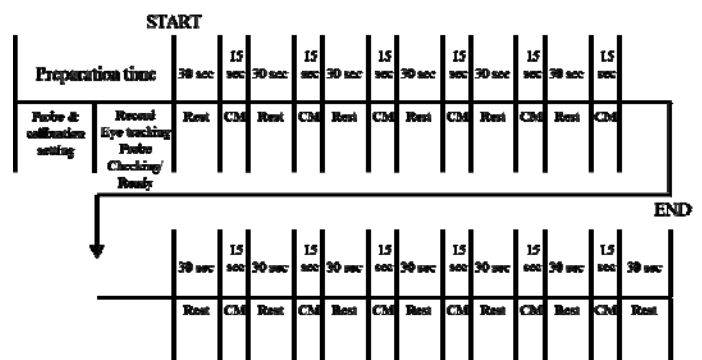 START
15 15 15 15 15 15
Preparation time 30 sec sec 30 sec sec 30 sec sec 30 sec sec 30 sec sec 30 sec sec
Probe & Record Rest CM Rest CM Rest CM Rest CM Rest CM Rest CM
calibration Eye tracking
setting Probe
Checking/
Ready
END
15 15 15 15 15 15
30 sec sec 30 sec sec 30 sec sec 30 sec sec 30 sec sec 30 sec sec 30 sec
Rest CM Rest CM Rest CM Rest CM Rest CM Rest CM Rest